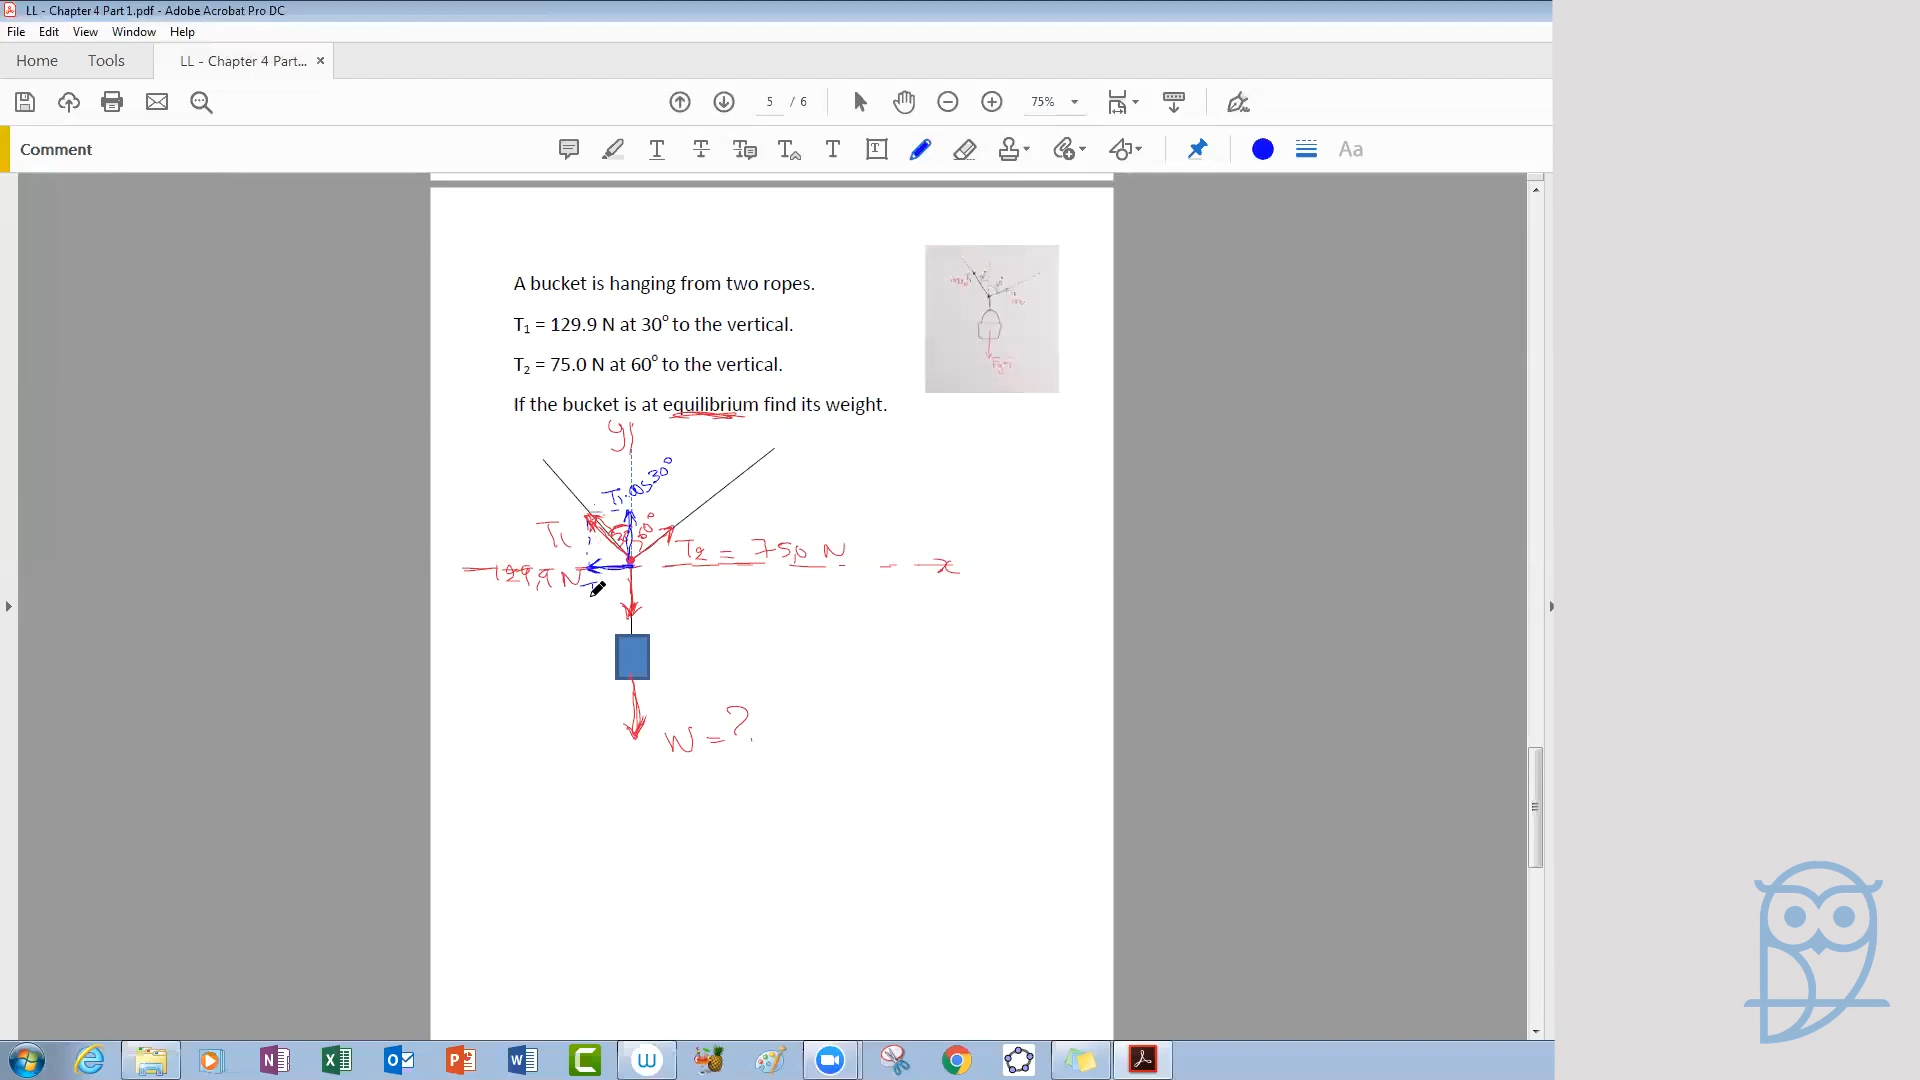 LL - Chapter 4 Part 1.pdf - Adobe Acrobat Pro DC
File Edit View Window Help
Home Tools LL - Chapter 4 Part... ×
5 / 6 75%
Comment
Aa
A bucket is hanging from two ropes.
T₁ = 129.9 N at 30° to the vertical.
T₂ = 75.0 N at 60° to the vertical.
If the bucket is at equilibrium find its weight.
y
T₁ cos 30°
60°
T₁
T₂ = 75,0 N
129,9 N
x
W = ?